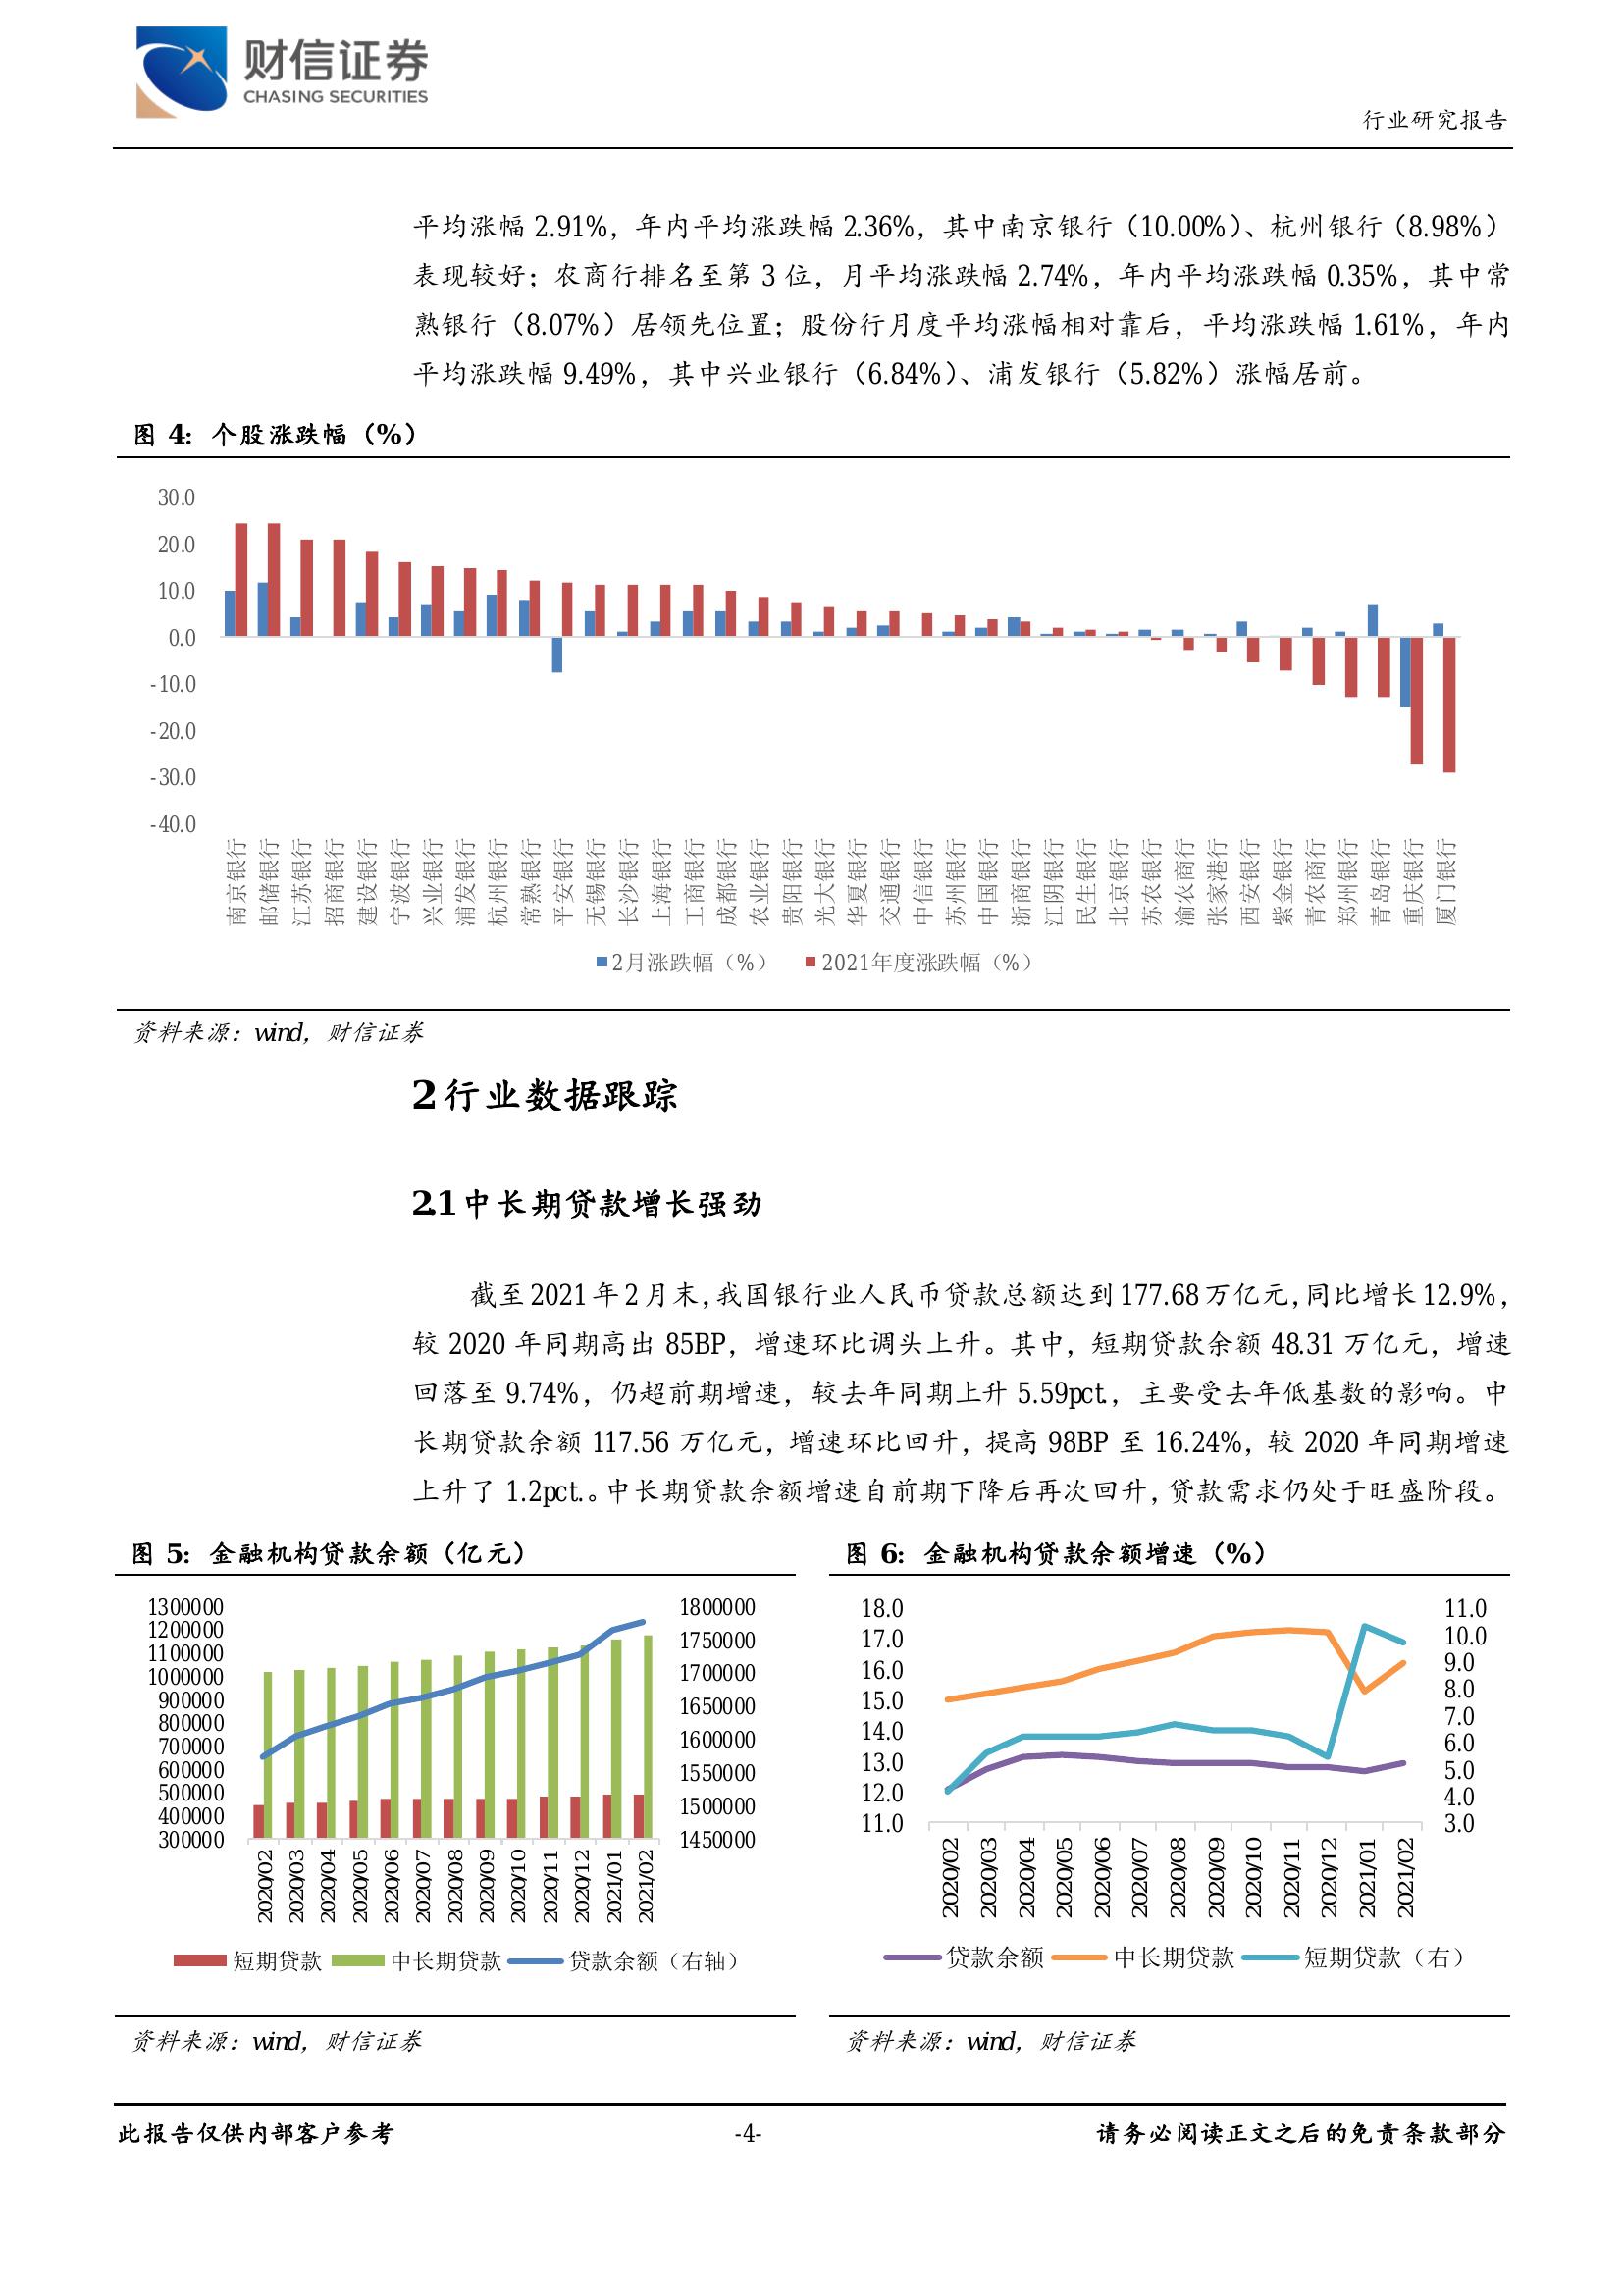 财信证券
CHASING SECURITIES
行业研究报告
平均涨幅 2.91%，年内平均涨跌幅 2.36%，其中南京银行（10.00%）、杭州银行（8.98%）
表现较好；农商行排名至第 3 位，月平均涨跌幅 2.74%，年内平均涨跌幅 0.35%，其中常
熟银行（8.07%）居领先位置；股份行月度平均涨幅相对靠后，平均涨跌幅 1.61%，年内
平均涨跌幅 9.49%，其中兴业银行（6.84%）、浦发银行（5.82%）涨幅居前。
图 4：个股涨跌幅（%）
30.0
20.0
10.0
0.0
-10.0
-20.0
-30.0
-40.0
南京银行
邮储银行
江苏银行
招商银行
建设银行
宁波银行
兴业银行
浦发银行
杭州银行
常熟银行
平安银行
无锡银行
长沙银行
上海银行
工商银行
成都银行
农业银行
贵阳银行
光大银行
华夏银行
交通银行
中信银行
苏州银行
中国银行
浙商银行
江阴银行
民生银行
北京银行
苏农银行
渝农商行
张家港行
西安银行
紫金银行
青农商行
郑州银行
青岛银行
重庆银行
厦门银行
2月涨跌幅（%） 2021年度涨跌幅（%）
资料来源：wind，财信证券
2 行业数据跟踪
2.1 中长期贷款增长强劲
截至 2021 年 2 月末，我国银行业人民币贷款总额达到 177.68 万亿元，同比增长 12.9%，
较 2020 年同期高出 85BP，增速环比调头上升。其中，短期贷款余额 48.31 万亿元，增速
回落至 9.74%，仍超前期增速，较去年同期上升 5.59pct.，主要受去年低基数的影响。中
长期贷款余额 117.56 万亿元，增速环比回升，提高 98BP 至 16.24%，较 2020 年同期增速
上升了 1.2pct.。中长期贷款余额增速自前期下降后再次回升，贷款需求仍处于旺盛阶段。
图 5：金融机构贷款余额（亿元）
1300000
1200000
1100000
1000000
900000
800000
700000
600000
500000
400000
300000
1800000
1750000
1700000
1650000
1600000
1550000
1500000
1450000
2020/02
2020/03
2020/04
2020/05
2020/06
2020/07
2020/08
2020/09
2020/10
2020/11
2020/12
2021/01
2021/02
短期贷款 中长期贷款 贷款余额（右轴）
资料来源：wind，财信证券
图 6：金融机构贷款余额增速（%）
18.0
17.0
16.0
15.0
14.0
13.0
12.0
11.0
11.0
10.0
9.0
8.0
7.0
6.0
5.0
4.0
3.0
2020/02
2020/03
2020/04
2020/05
2020/06
2020/07
2020/08
2020/09
2020/10
2020/11
2020/12
2021/01
2021/02
贷款余额 中长期贷款 短期贷款（右）
资料来源：wind，财信证券
此报告仅供内部客户参考 -4- 请务必阅读正文之后的免责条款部分